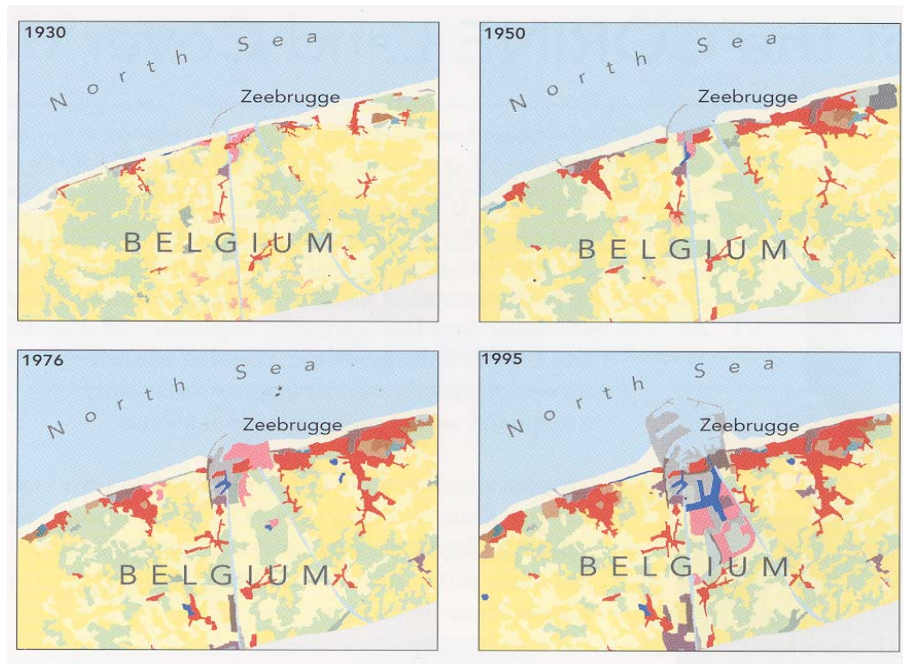 1930
North Sea
Zeebrugge
BELGIUM
1950
North Sea
Zeebrugge
BELGIUM
1976
North Sea
Zeebrugge
BELGIUM
1995
North Sea
Zeebrugge
BELGIUM